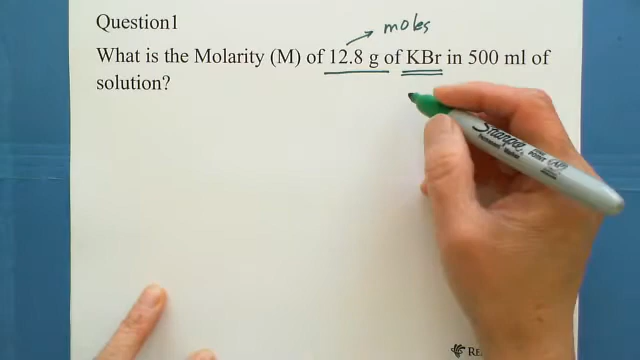 Question1
moles
What is the Molarity (M) of 12.8 g of KBr in 500 ml of
solution?
Sharpie